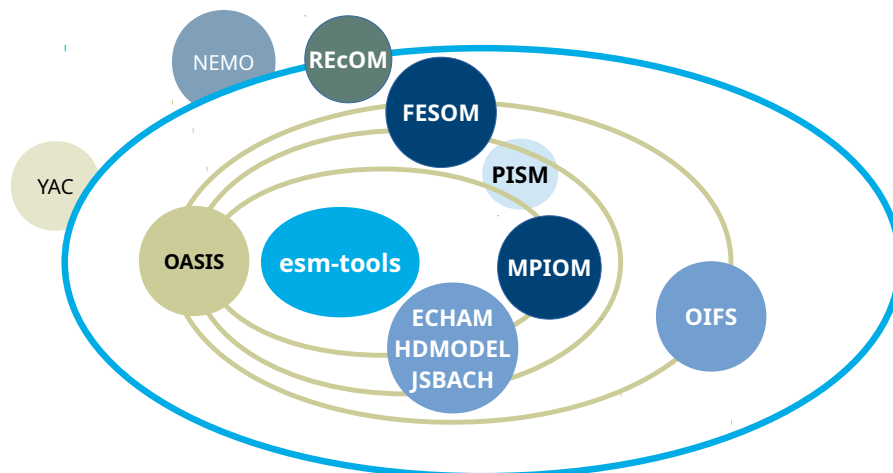 NEMO
REcOM
FESOM
PISM
YAC
OASIS
esm-tools
MPIOM
ECHAM
HDMODEL
JSBACH
OIFS